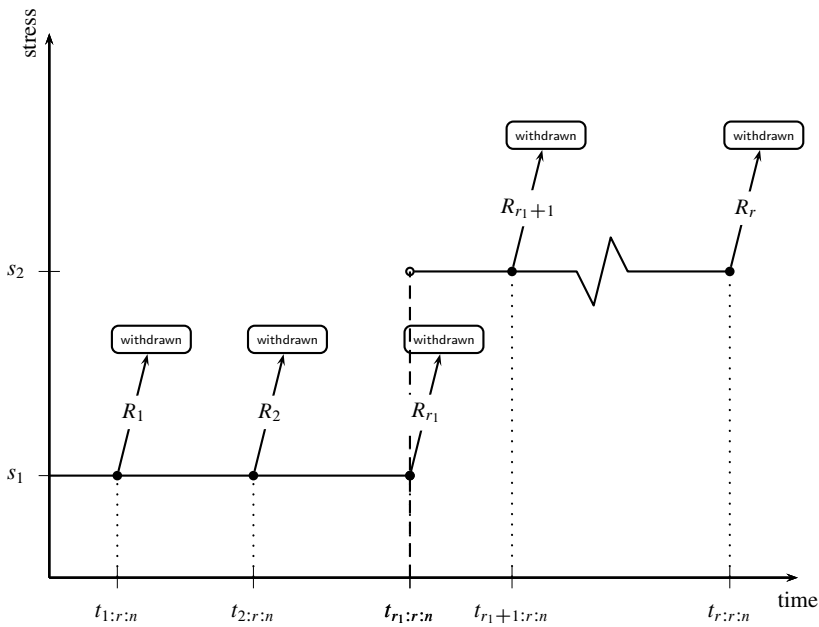 stress
withdrawn withdrawn
R_{r_1+1} R_r
s_2
withdrawn withdrawn withdrawn
R_1 R_2 R_{r_1}
s_1
time
t_{1:r:n} t_{2:r:n} t_{r_1:r:n} t_{r_1+1:r:n} t_{r:r:n}